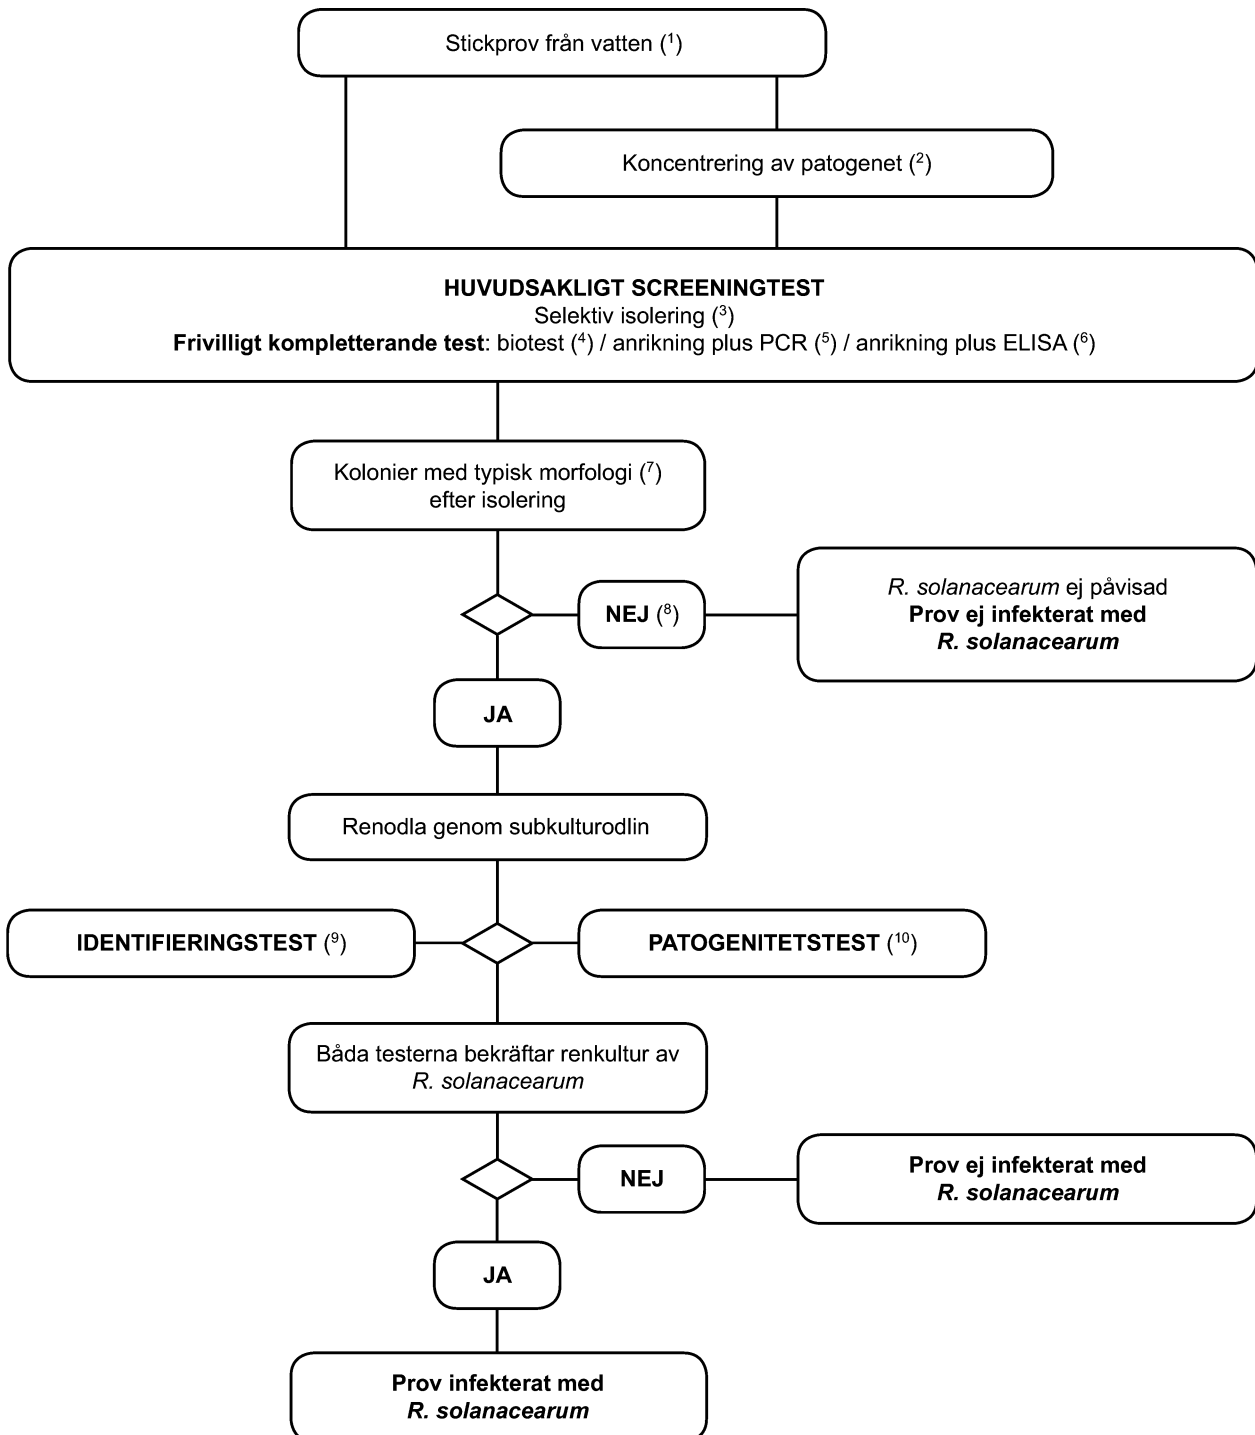 Stickprov från vatten (¹)
Koncentrering av patogenet (²)
HUVUDSAKLIGT SCREENINGTEST
Selektiv isolering (³)
Frivilligt kompletterande test: biotest (⁴) / anrikning plus PCR (⁵) / anrikning plus ELISA (⁶)
Kolonier med typisk morfologi (⁷)
efter isolering
NEJ (⁸)
R. solanacearum ej påvisad
Prov ej infekterat med
R. solanacearum
JA
Renodla genom subkulturodlin
IDENTIFIERINGSTEST (⁹)
PATOGENITETSTEST (¹⁰)
Båda testerna bekräftar renkultur av
R. solanacearum
NEJ
Prov ej infekterat med
R. solanacearum
JA
Prov infekterat med
R. solanacearum